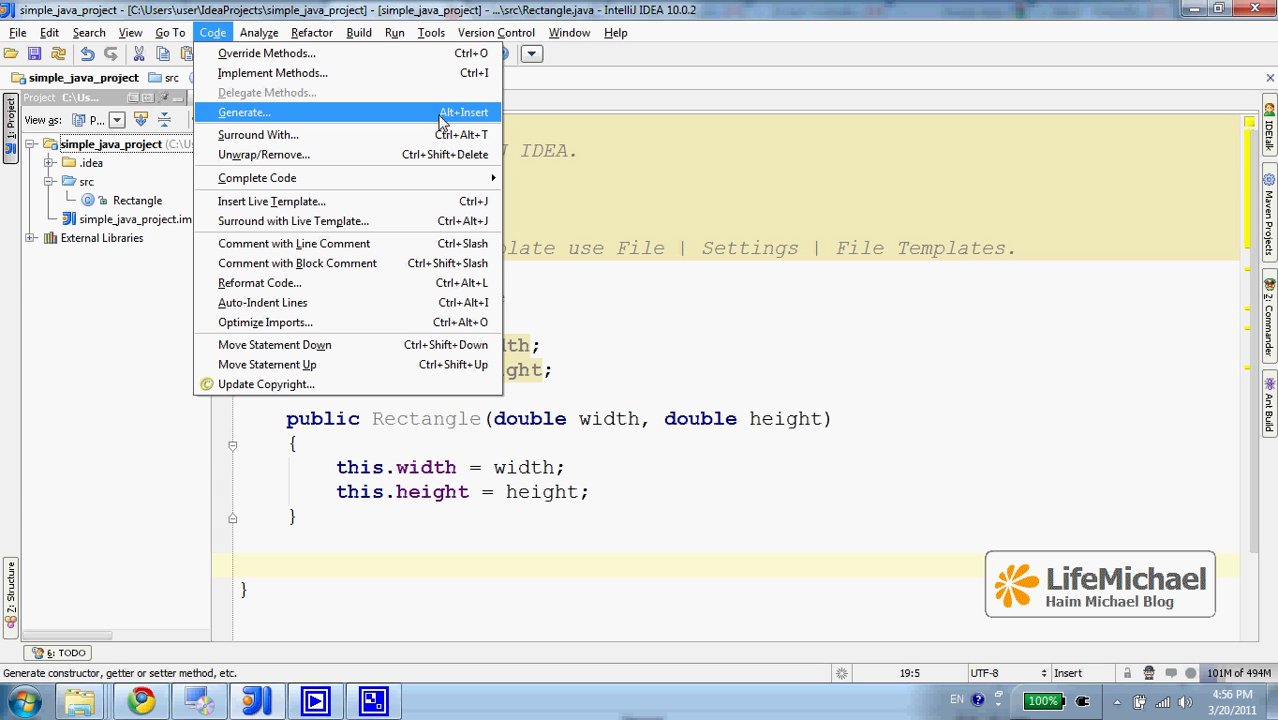 simple_java_project - [C:\Users\user\IdeaProjects\simple_java_project] - [simple_java_project] - ...\src\Rectangle.java - IntelliJ IDEA 10.0.2
File Edit Search View Go To Code Analyze Refactor Build Run Tools Version Control Window Help
simple_java_project src
Project C:\Us...
View as: P...
simple_java_project (C:\Us
.idea
src
Rectangle
simple_java_project.im
External Libraries
1: Project
Z: Structure
Override Methods... Ctrl+O
Implement Methods... Ctrl+I
Delegate Methods...
Generate... Alt+Insert
Surround With... Ctrl+Alt+T
Unwrap/Remove... Ctrl+Shift+Delete
Complete Code
Insert Live Template... Ctrl+J
Surround with Live Template... Ctrl+Alt+J
Comment with Line Comment Ctrl+Slash
Comment with Block Comment Ctrl+Shift+Slash
Reformat Code... Ctrl+Alt+L
Auto-Indent Lines Ctrl+Alt+I
Optimize Imports... Ctrl+Alt+O
Move Statement Down Ctrl+Shift+Down
Move Statement Up Ctrl+Shift+Up
Update Copyright...
IDEA.
plate use File | Settings | File Templates.
th;
ght;
public Rectangle(double width, double height)
{
this.width = width;
this.height = height;
}
}
IDEtalk
Maven Projects
2: Commander
Ant Build
LifeMichael
Haim Michael Blog
6: TODO
Generate constructor, getter or setter method, etc. 19:5 UTF-8 Insert 101M of 494M
EN 100% 4:56 PM
3/20/2011